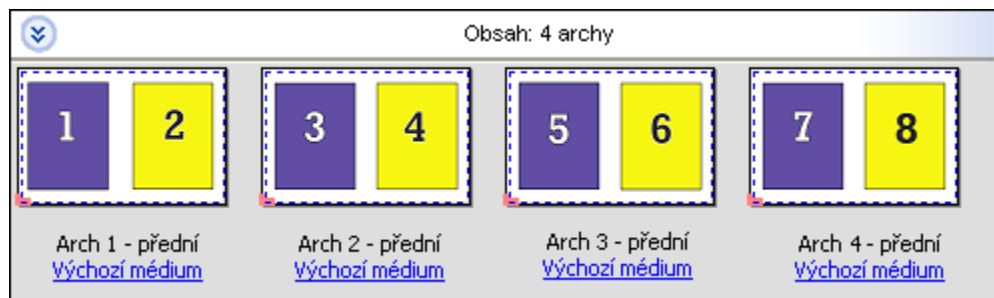 Obsah: 4 archy
1 2 3 4 5 6 7 8
Arch 1 - přední Arch 2 - přední Arch 3 - přední Arch 4 - přední
Výchozí médium Výchozí médium Výchozí médium Výchozí médium